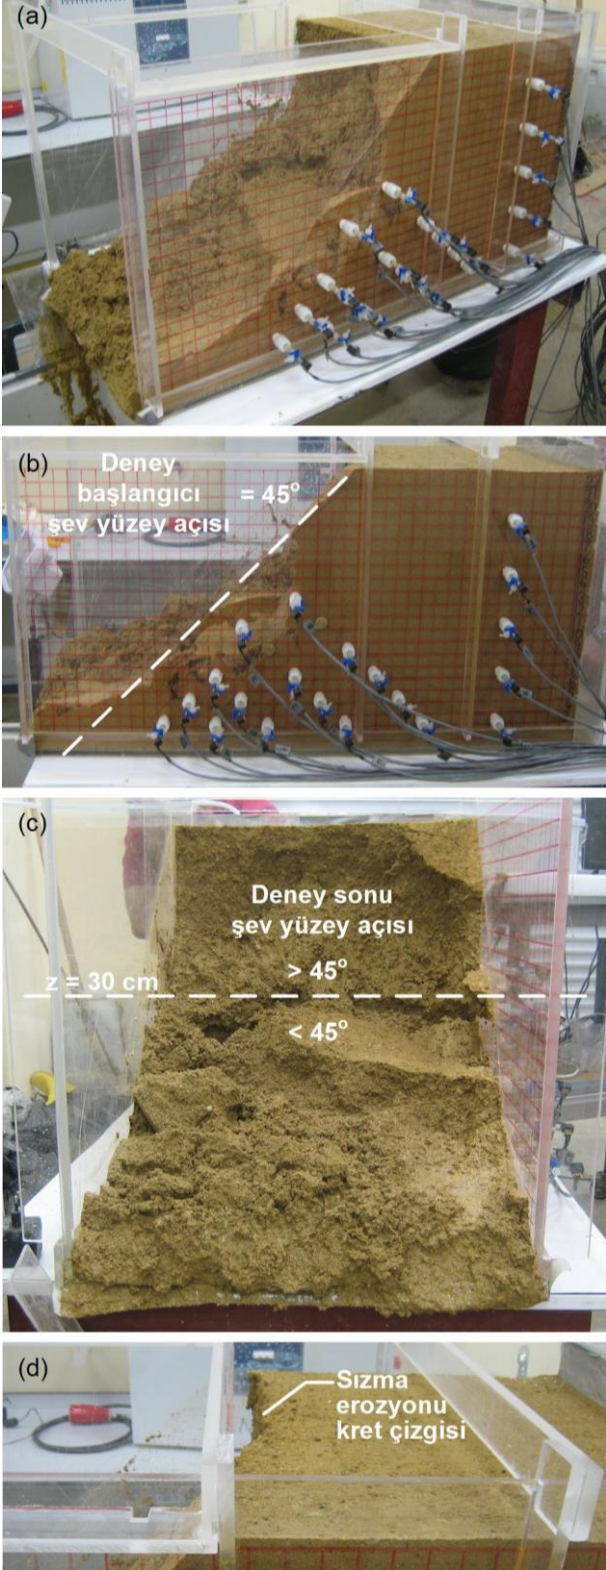 (a)
(b)
Deney
başlangıcı = 45°
şev yüzey açısı
(c)
Deney sonu
şev yüzey açısı
> 45°
z = 30 cm
< 45°
(d)
Sızma
erozyonu
kret çizgisi